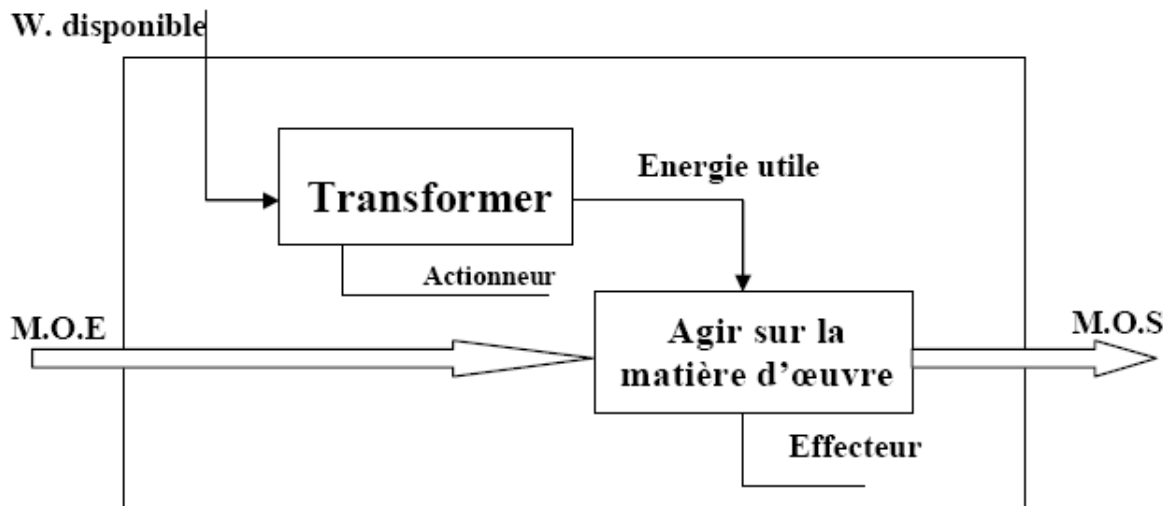 W. disponible
Energie utile
Transformer
Actionneur
M.O.E
M.O.S
Agir sur la
matière d’œuvre
Effecteur